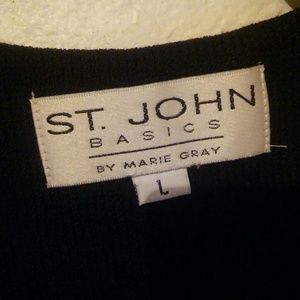 ST. JOHN
BASICS
BY MARIE GRAY
L